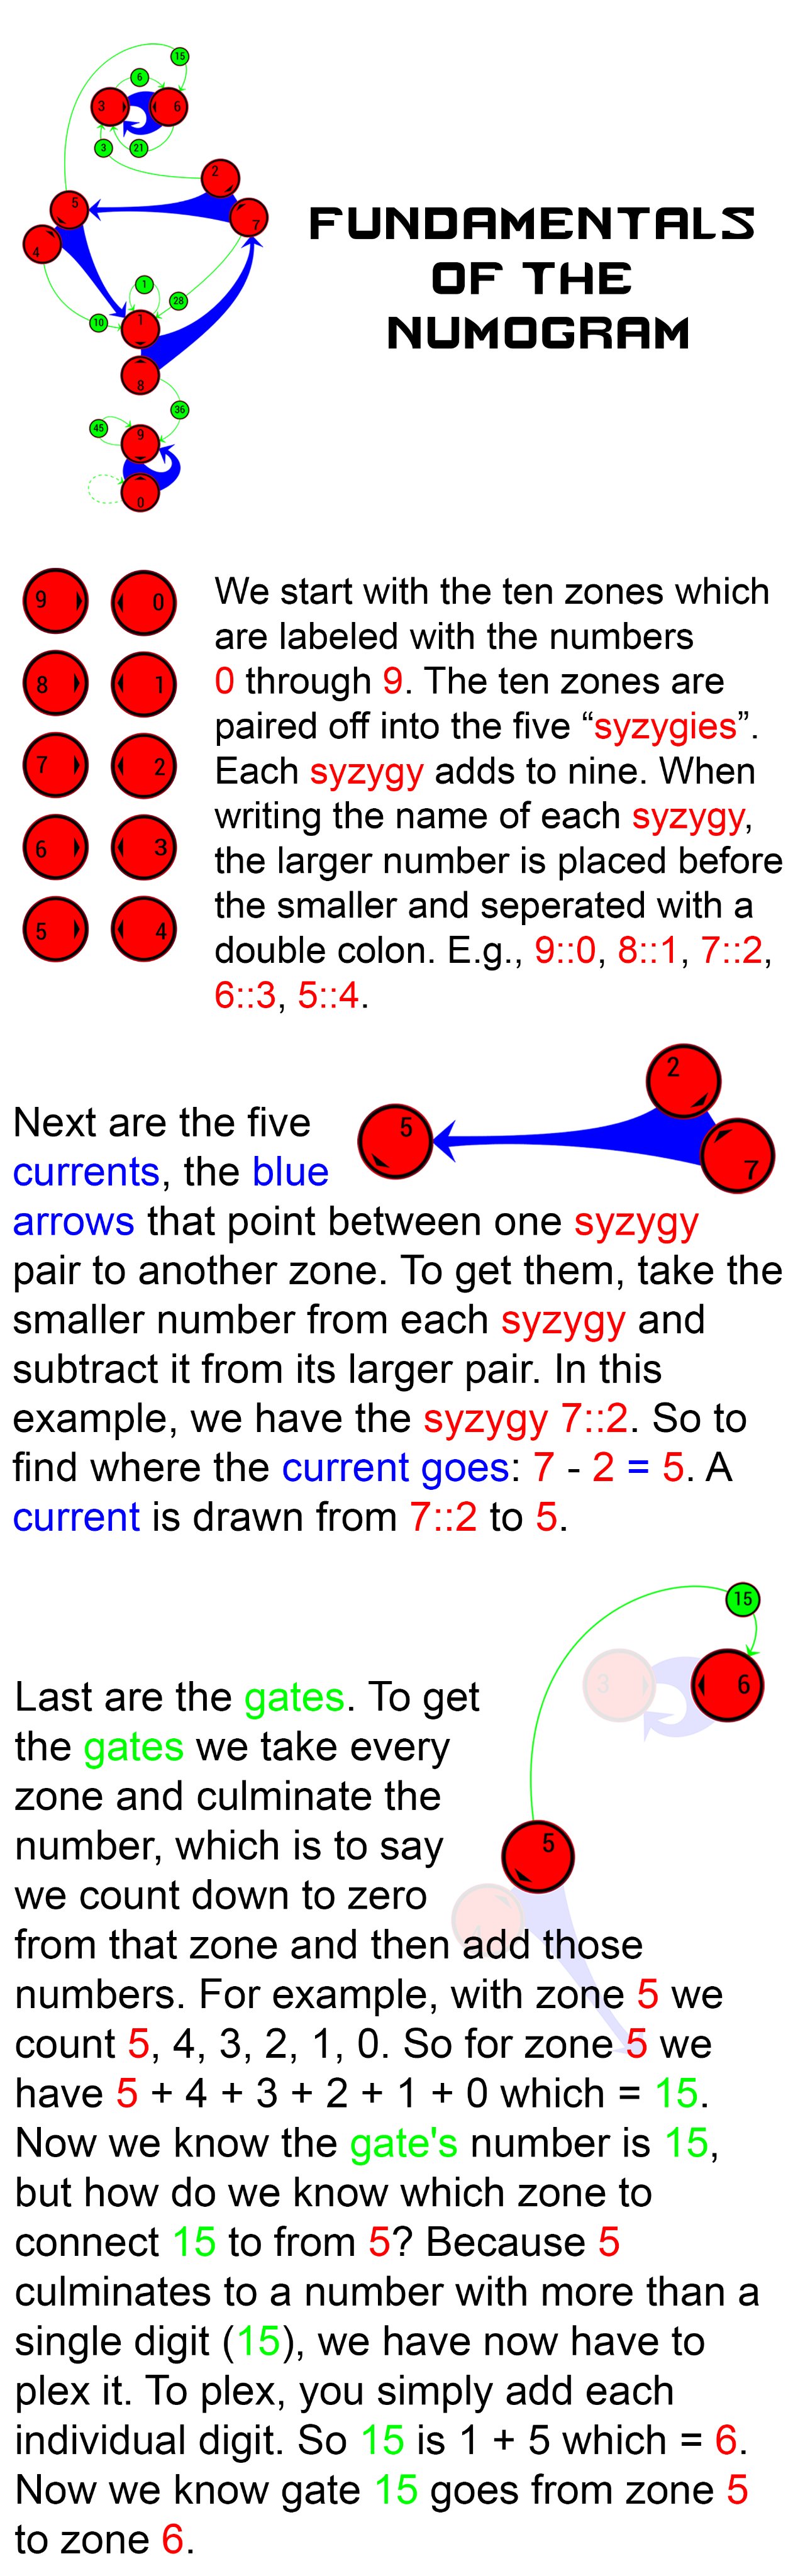 15
6
3
6
3
21
2
5
7
4
1
28
10
1
8
36
45
9
0
FUNDAMENTALS
OF THE
NUMOGRAM
9 0
8 1
7 2
6 3
5 4
We start with the ten zones which
are labeled with the numbers
0 through 9. The ten zones are
paired off into the five “syzygies”.
Each syzygy adds to nine. When
writing the name of each syzygy,
the larger number is placed before
the smaller and seperated with a
double colon. E.g., 9::0, 8::1, 7::2,
6::3, 5::4.
2
5
7
Next are the five
currents, the blue
arrows that point between one syzygy
pair to another zone. To get them, take the
smaller number from each syzygy and
subtract it from its larger pair. In this
example, we have the syzygy 7::2. So to
find where the current goes: 7 - 2 = 5. A
current is drawn from 7::2 to 5.
15
3
6
5
4
Last are the gates. To get
the gates we take every
zone and culminate the
number, which is to say
we count down to zero
from that zone and then add those
numbers. For example, with zone 5 we
count 5, 4, 3, 2, 1, 0. So for zone 5 we
have 5 + 4 + 3 + 2 + 1 + 0 which = 15.
Now we know the gate's number is 15,
but how do we know which zone to
connect 15 to from 5? Because 5
culminates to a number with more than a
single digit (15), we have now have to
plex it. To plex, you simply add each
individual digit. So 15 is 1 + 5 which = 6.
Now we know gate 15 goes from zone 5
to zone 6.